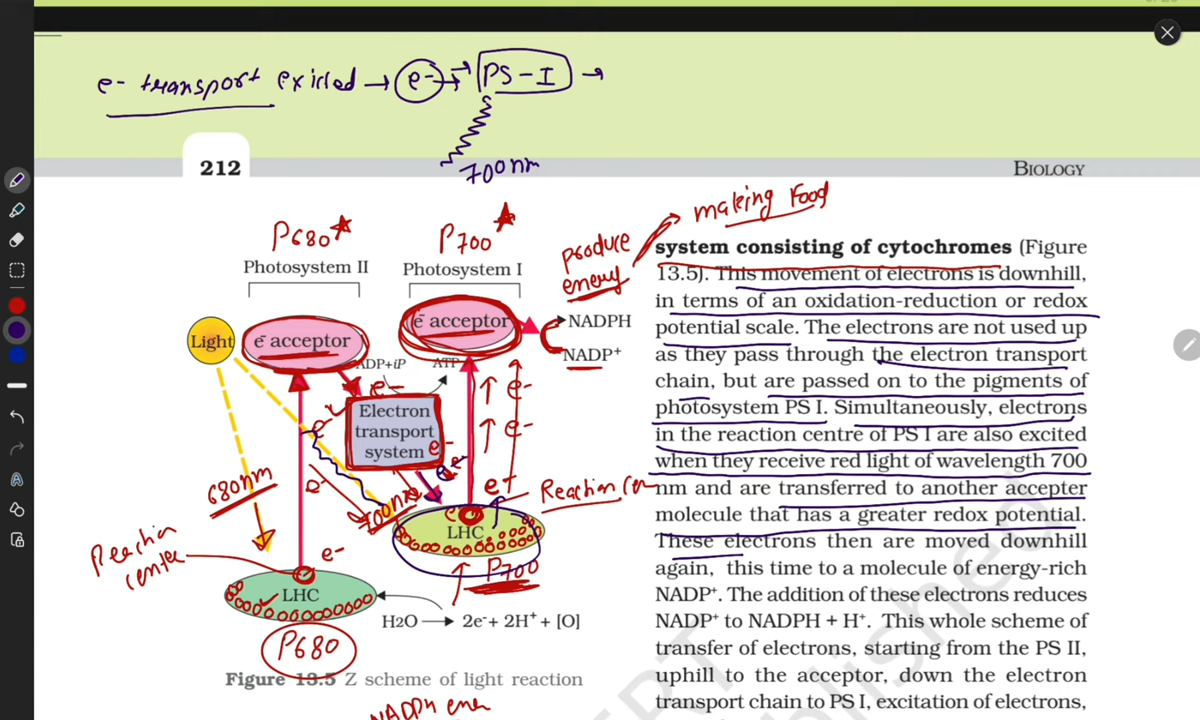 e- transport exicled → e- → PS-I →
700nm
212
BIOLOGY
making Food
P680★
P700★
produce
energy
Photosystem II
Photosystem I
Light
e- acceptor
e- acceptor
NADPH
NADP+
ADP+iP
ATP
e-
e-
e-
Electron
transport
system
e-
e-
e-
e-
680nm
700nm
Reaction
e-
LHC
Reaction
center
e-
LHC
P700
H2O → 2e-+ 2H+ + [O]
P680
Figure 13.5 Z scheme of light reaction
NADPH
system consisting of cytochromes (Figure
13.5). This movement of electrons is downhill,
in terms of an oxidation-reduction or redox
potential scale. The electrons are not used up
as they pass through the electron transport
chain, but are passed on to the pigments of
photosystem PS I. Simultaneously, electrons
in the reaction centre of PS I are also excited
when they receive red light of wavelength 700
nm and are transferred to another accepter
molecule that has a greater redox potential.
These electrons then are moved downhill
again, this time to a molecule of energy-rich
NADP+. The addition of these electrons reduces
NADP+ to NADPH + H+. This whole scheme of
transfer of electrons, starting from the PS II,
uphill to the acceptor, down the electron
transport chain to PS I, excitation of electrons,